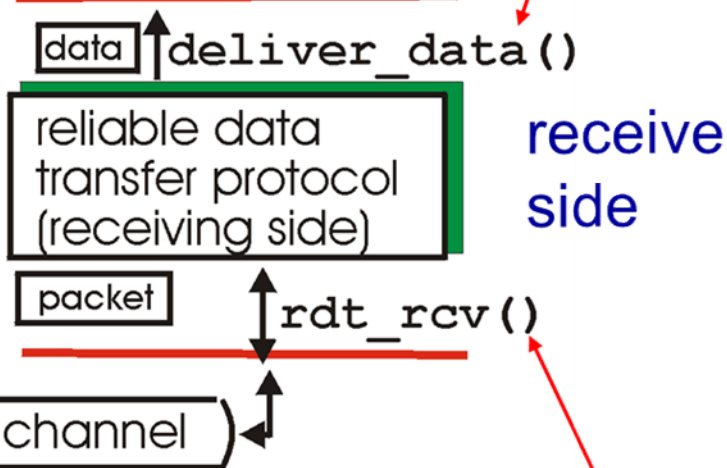 data deliver_data()
reliable data
transfer protocol
(receiving side)
receive
side
packet rdt_rcv()
channel